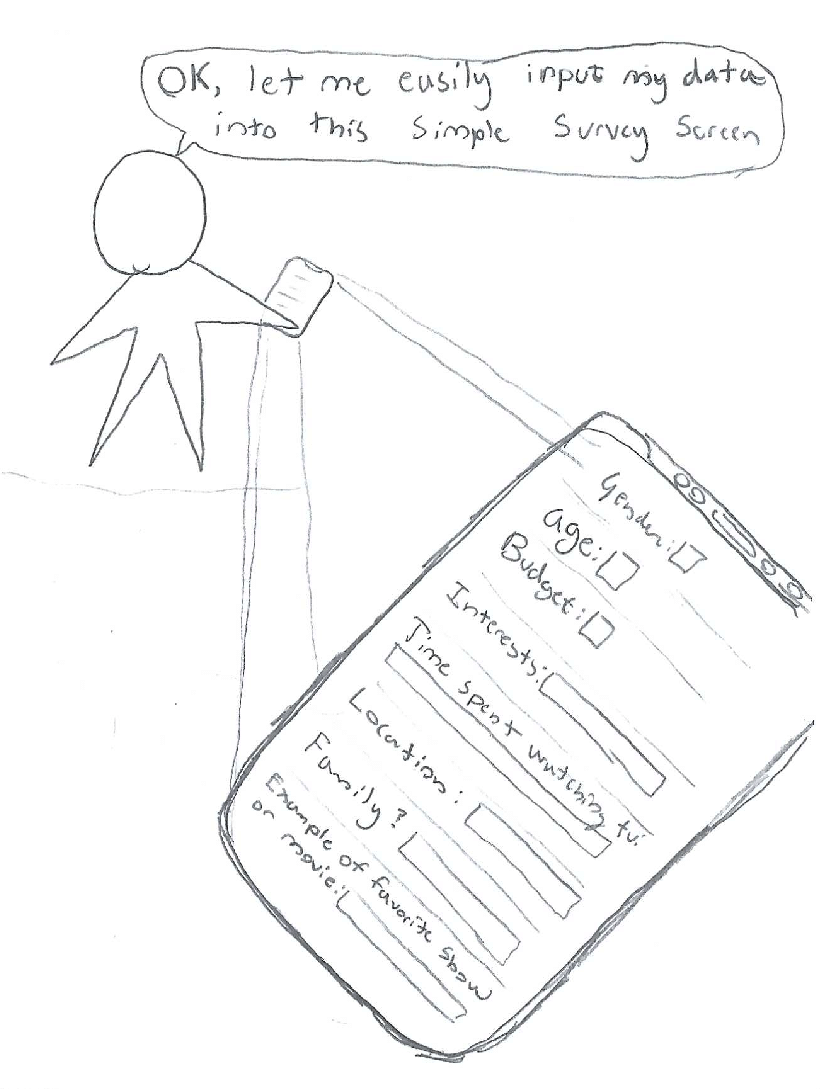 OK, let me easily input my data
into this simple survey screen
Gender:
age:
Budget:
Interests:
Time spent watching tv:
Location:
Family?
Example of favorite show
or movie: